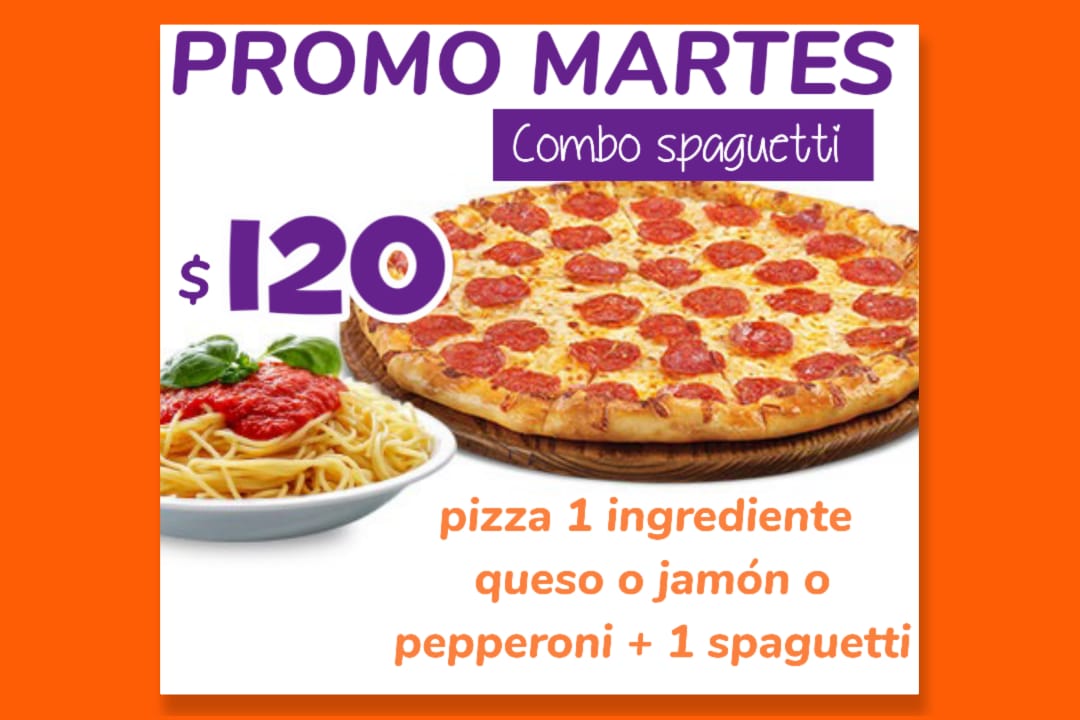 PROMO MARTES
Combo spaguetti
$120
pizza 1 ingrediente
queso o jamón o
pepperoni + 1 spaguetti